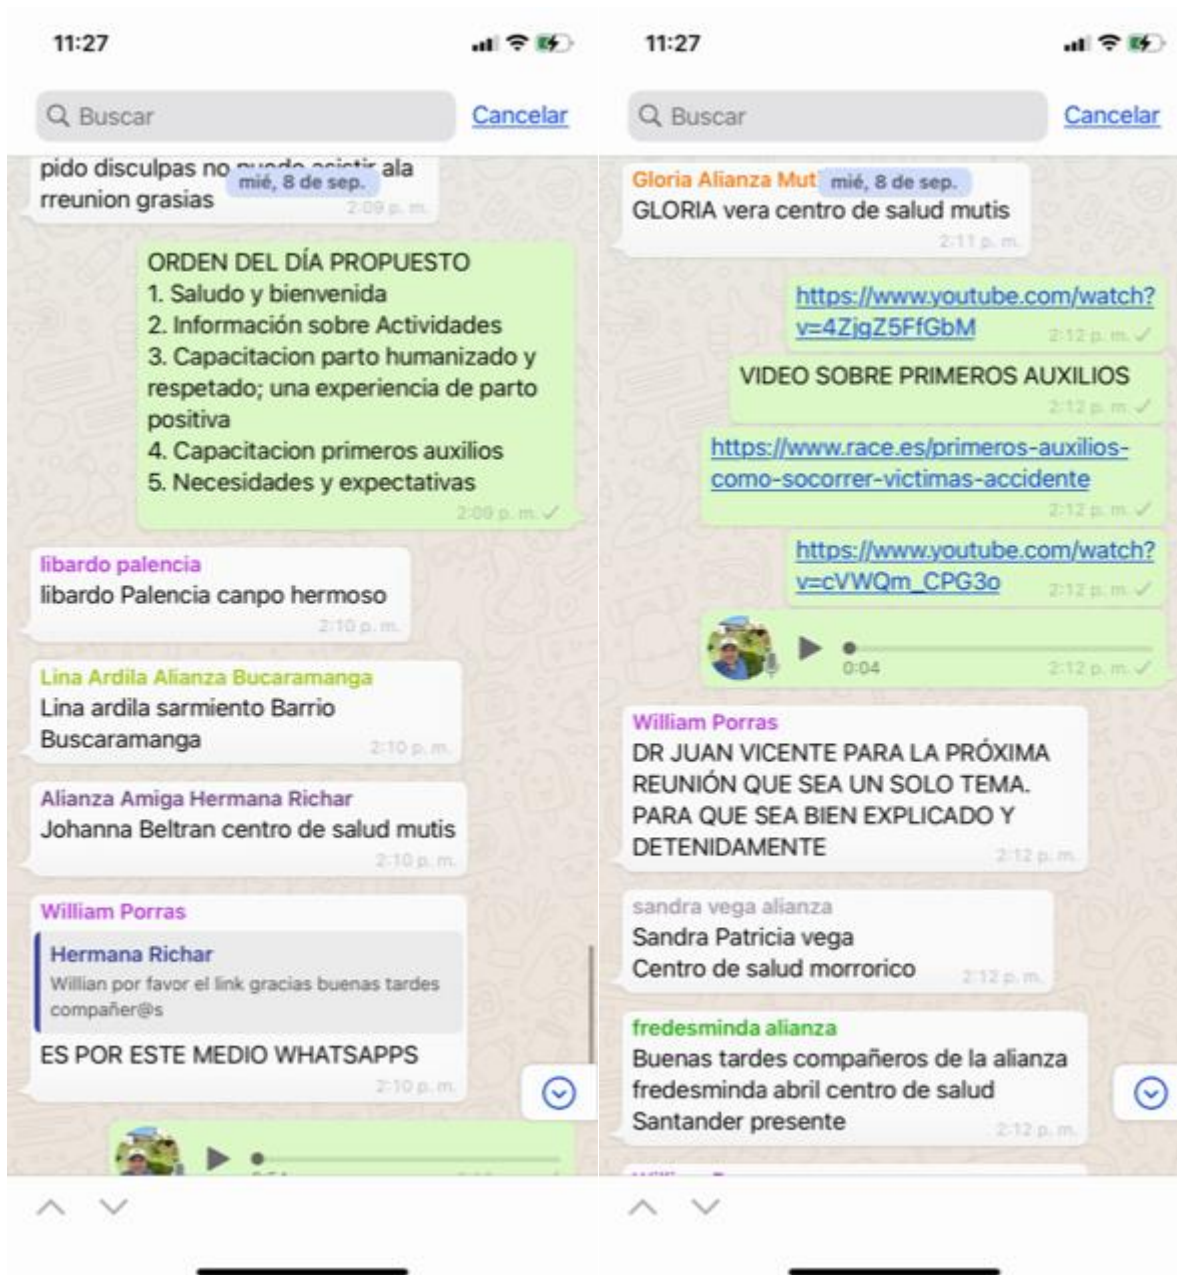 11:27
Buscar
Cancelar
pido disculpas no puedo asistir ala
mié, 8 de sep.
rreunion grasias
2:09 p. m.
ORDEN DEL DÍA PROPUESTO
1. Saludo y bienvenida
2. Información sobre Actividades
3. Capacitacion parto humanizado y
respetado; una experiencia de parto
positiva
4. Capacitacion primeros auxilios
5. Necesidades y expectativas
2:09 p. m.
libardo palencia
libardo Palencia canpo hermoso
2:10 p. m.
Lina Ardila Alianza Bucaramanga
Lina ardila sarmiento Barrio
Buscaramanga
2:10 p. m.
Alianza Amiga Hermana Richar
Johanna Beltran centro de salud mutis
2:10 p. m.
William Porras
Hermana Richar
Willian por favor el link gracias buenas tardes
compañer@s
ES POR ESTE MEDIO WHATSAPPS
2:10 p. m.
11:27
Buscar
Cancelar
Gloria Alianza Mut
mié, 8 de sep.
GLORIA vera centro de salud mutis
2:11 p. m.
https://www.youtube.com/watch?
v=4ZjgZ5FfGbM
2:12 p. m.
VIDEO SOBRE PRIMEROS AUXILIOS
2:12 p. m.
https://www.race.es/primeros-auxilios-
como-socorrer-victimas-accidente
2:12 p. m.
https://www.youtube.com/watch?
v=cVWQm_CPG3o
2:12 p. m.
0:04
2:12 p. m.
William Porras
DR JUAN VICENTE PARA LA PRÓXIMA
REUNIÓN QUE SEA UN SOLO TEMA.
PARA QUE SEA BIEN EXPLICADO Y
DETENIDAMENTE
2:12 p. m.
sandra vega alianza
Sandra Patricia vega
Centro de salud morrorico
2:12 p. m.
fredesminda alianza
Buenas tardes compañeros de la alianza
fredesminda abril centro de salud
Santander presente
2:12 p. m.